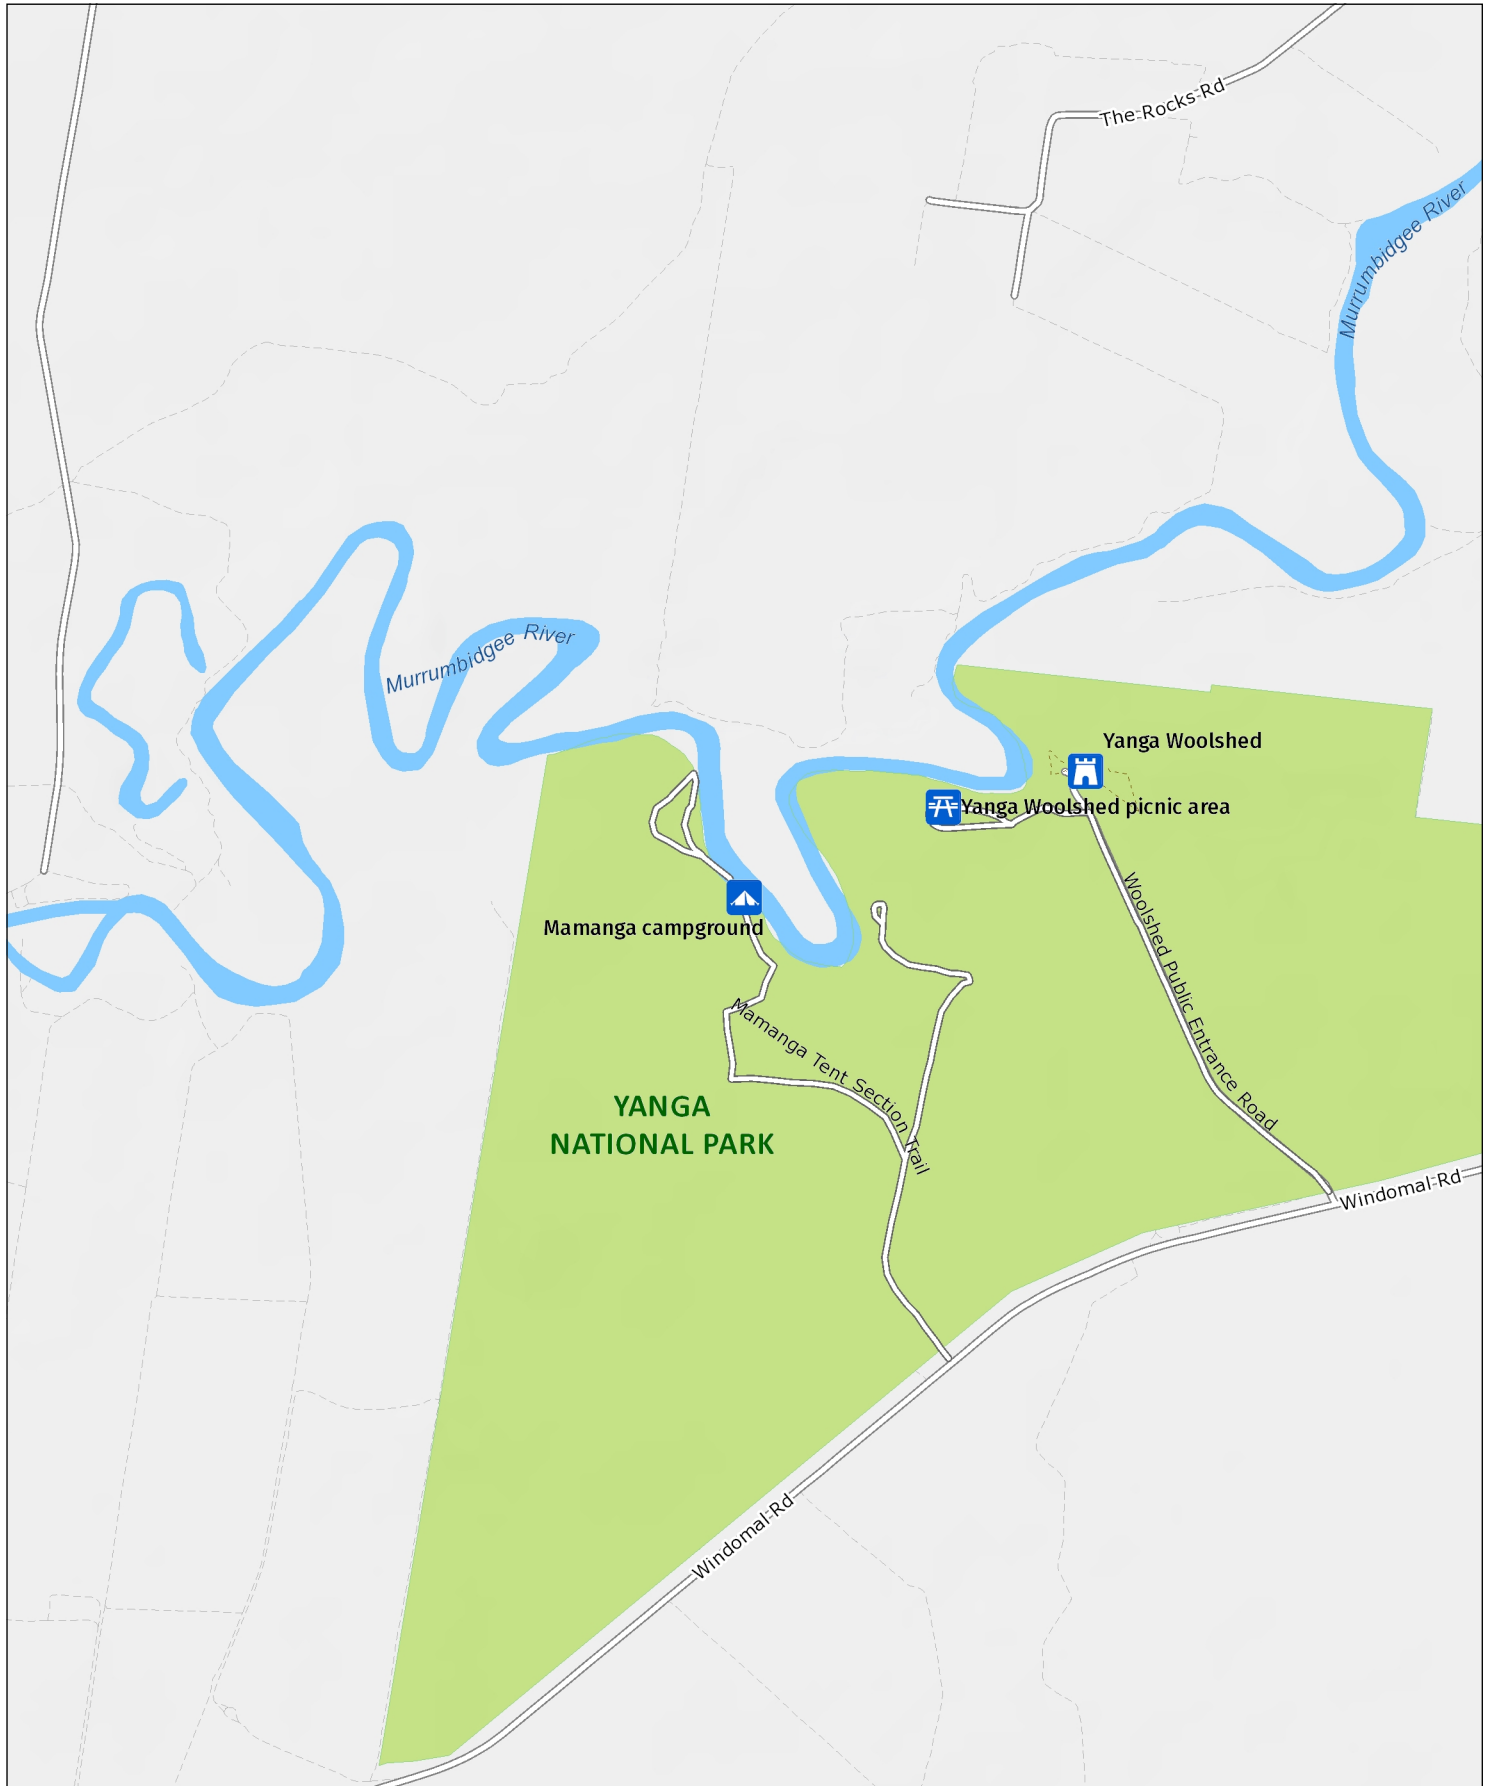 The Rocks Rd
Murrumbidgee River
Murrumbidgee River
Yanga Woolshed
Yanga Woolshed picnic area
Mamanga campground
Woolshed Public Entrance Road
Mamanga Tent Section Trail
YANGA
NATIONAL PARK
Windomal Rd
Windomal Rd